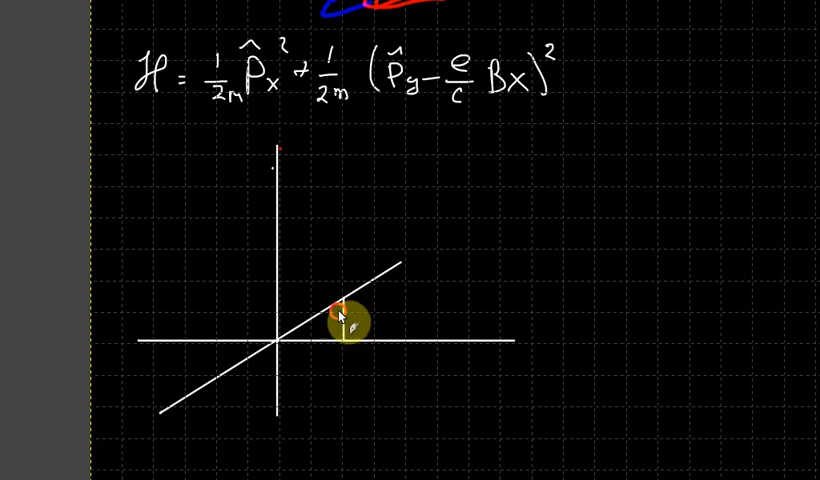 ℋ = 1/2m P̂x² + 1/2m (P̂y − e/c Bx)²